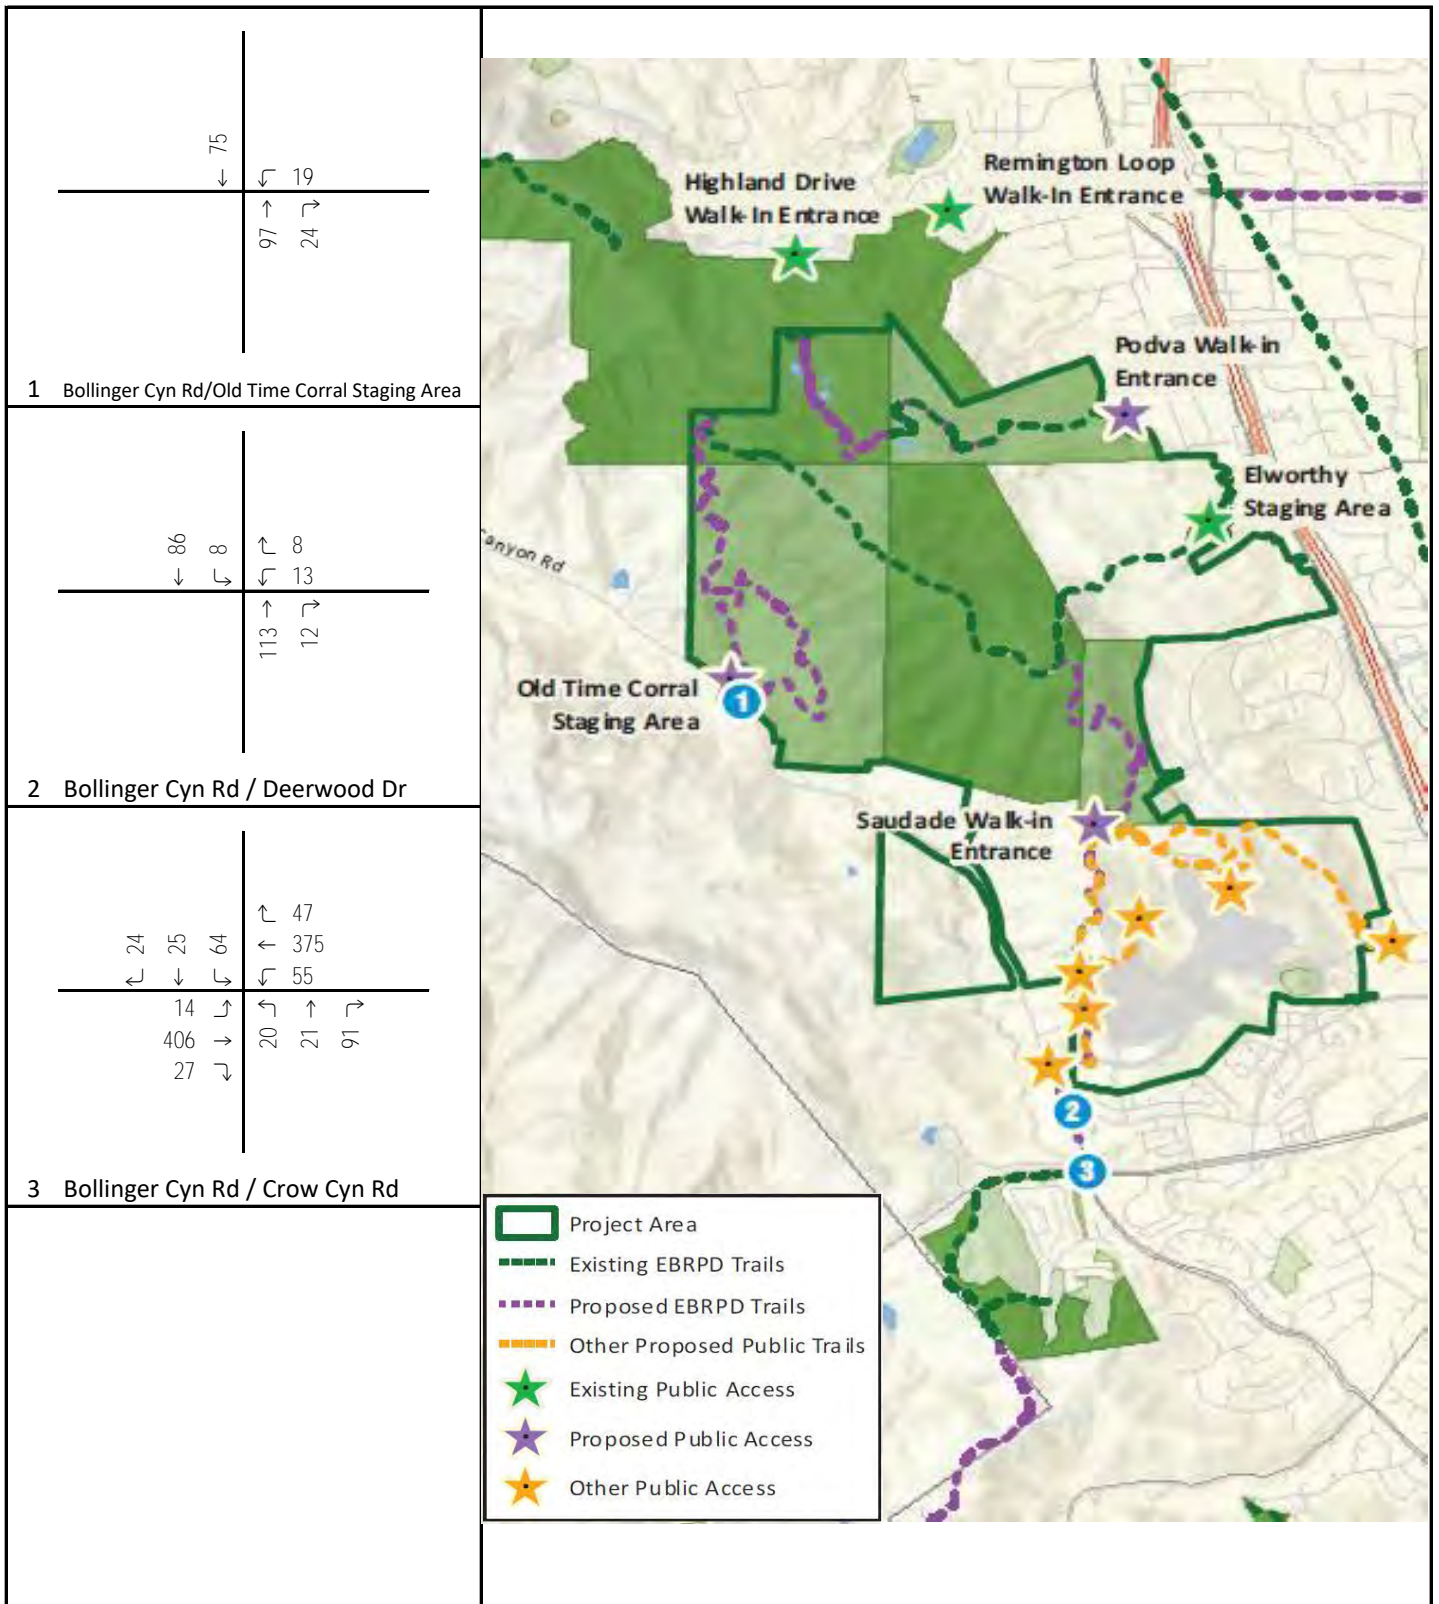 75
↓
19
97 24
1 Bollinger Cyn Rd/Old Time Corral Staging Area
86 8
8
13
113 12
2 Bollinger Cyn Rd / Deerwood Dr
24 25 64
47
375
55
14
406
27
20 21 91
3 Bollinger Cyn Rd / Crow Cyn Rd
Highland Drive
Walk-In Entrance
Remington Loop
Walk-In Entrance
Podva Walk-in
Entrance
Elworthy
Staging Area
anyon Rd
Old Time Corral
Staging Area
1
Saudade Walk-in
Entrance
2
3
Project Area
Existing EBRPD Trails
Proposed EBRPD Trails
Other Proposed Public Trails
Existing Public Access
Proposed Public Access
Other Public Access